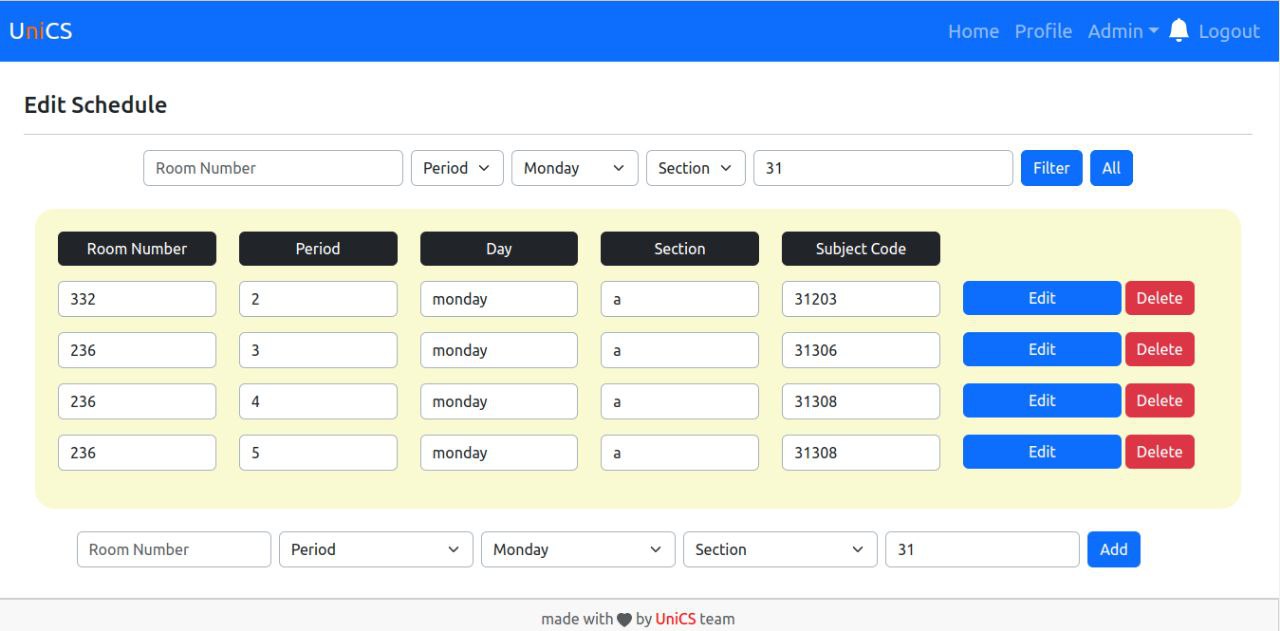 UniCS Home Profile Admin Logout
Edit Schedule
Room Number Period Monday Section 31 Filter All
Room Number Period Day Section Subject Code
332 2 monday a 31203 Edit Delete
236 3 monday a 31306 Edit Delete
236 4 monday a 31308 Edit Delete
236 5 monday a 31308 Edit Delete
Room Number Period Monday Section 31 Add
made with by UniCS team